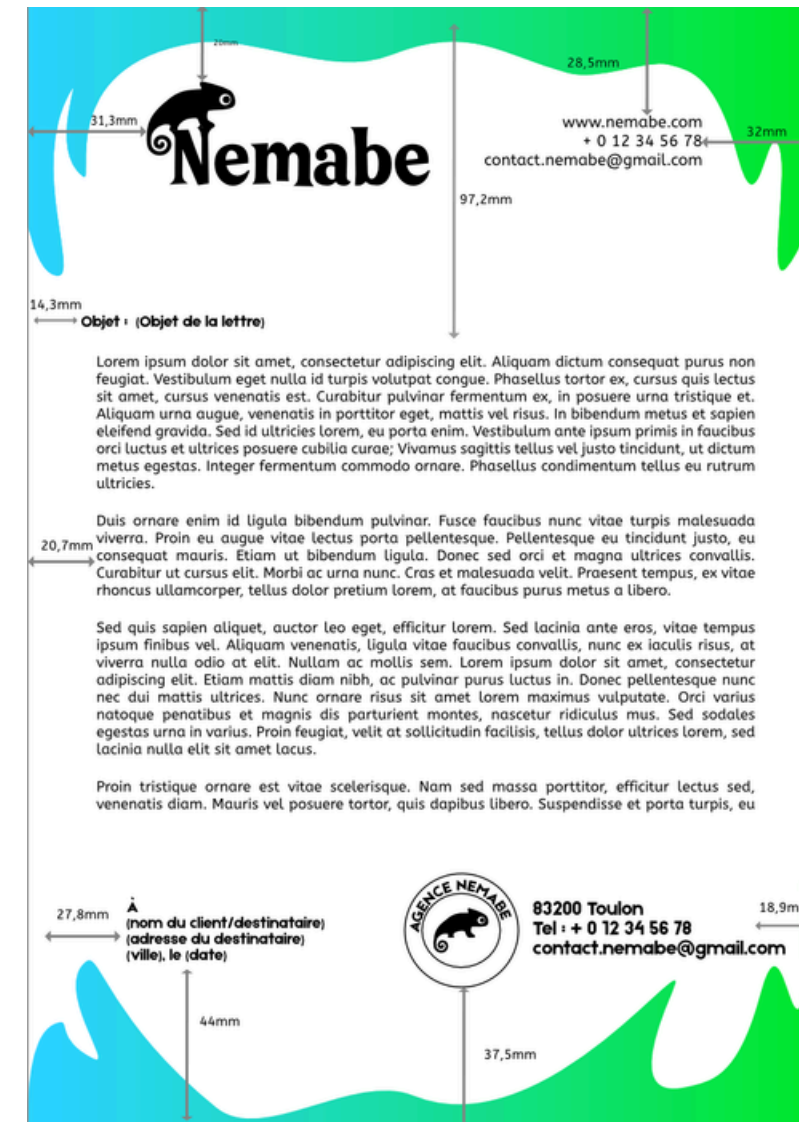 20mm
28,5mm
31,3mm
www.nemabe.com
+ 0 12 34 56 78
32mm
contact.nemabe@gmail.com
Nemabe
97,2mm
14,3mm
Objet : (Objet de la lettre)
Lorem ipsum dolor sit amet, consectetur adipiscing elit. Aliquam dictum consequat purus non
feugiat. Vestibulum eget nulla id turpis volutpat congue. Phasellus tortor ex, cursus quis lectus
sit amet, cursus venenatis est. Curabitur pulvinar fermentum ex, in posuere urna tristique et.
Aliquam urna augue, venenatis in porttitor eget, mattis vel risus. In bibendum metus et sapien
eleifend gravida. Sed id ultricies lorem, eu porta enim. Vestibulum ante ipsum primis in faucibus
orci luctus et ultrices posuere cubilia curae; Vivamus sagittis tellus vel justo tincidunt, ut dictum
metus egestas. Integer fermentum commodo ornare. Phasellus condimentum tellus eu rutrum
ultricies.
Duis ornare enim id ligula bibendum pulvinar. Fusce faucibus nunc vitae turpis malesuada
viverra. Proin eu augue vitae lectus porta pellentesque. Pellentesque eu tincidunt justo, eu
20,7mm
consequat mauris. Etiam ut bibendum ligula. Donec sed orci et magna ultrices convallis.
Curabitur ut cursus elit. Morbi ac urna nunc. Cras et malesuada velit. Praesent tempus, ex vitae
rhoncus ullamcorper, tellus dolor pretium lorem, at faucibus purus metus a libero.
Sed quis sapien aliquet, auctor leo eget, efficitur lorem. Sed lacinia ante eros, vitae tempus
ipsum finibus vel. Aliquam venenatis, ligula vitae faucibus convallis, nunc ex iaculis risus, at
viverra nulla odio at elit. Nullam ac mollis sem. Lorem ipsum dolor sit amet, consectetur
adipiscing elit. Etiam mattis diam nibh, ac pulvinar purus luctus in. Donec pellentesque nunc
nec dui mattis ultrices. Nunc ornare risus sit amet lorem maximus vulputate. Orci varius
natoque penatibus et magnis dis parturient montes, nascetur ridiculus mus. Sed sodales
egestas urna in varius. Proin feugiat, velit at sollicitudin facilisis, tellus dolor ultrices lorem, sed
lacinia nulla elit sit amet lacus.
Proin tristique ornare est vitae scelerisque. Nam sed massa porttitor, efficitur lectus sed,
venenatis diam. Mauris vel posuere tortor, quis dapibus libero. Suspendisse et porta turpis, eu
27,8mm
À
(nom du client/destinataire)
(adresse du destinataire)
(ville), le (date)
AGENCE NEMABE
83200 Toulon
Tel : + 0 12 34 56 78
contact.nemabe@gmail.com
18,9m
44mm
37,5mm